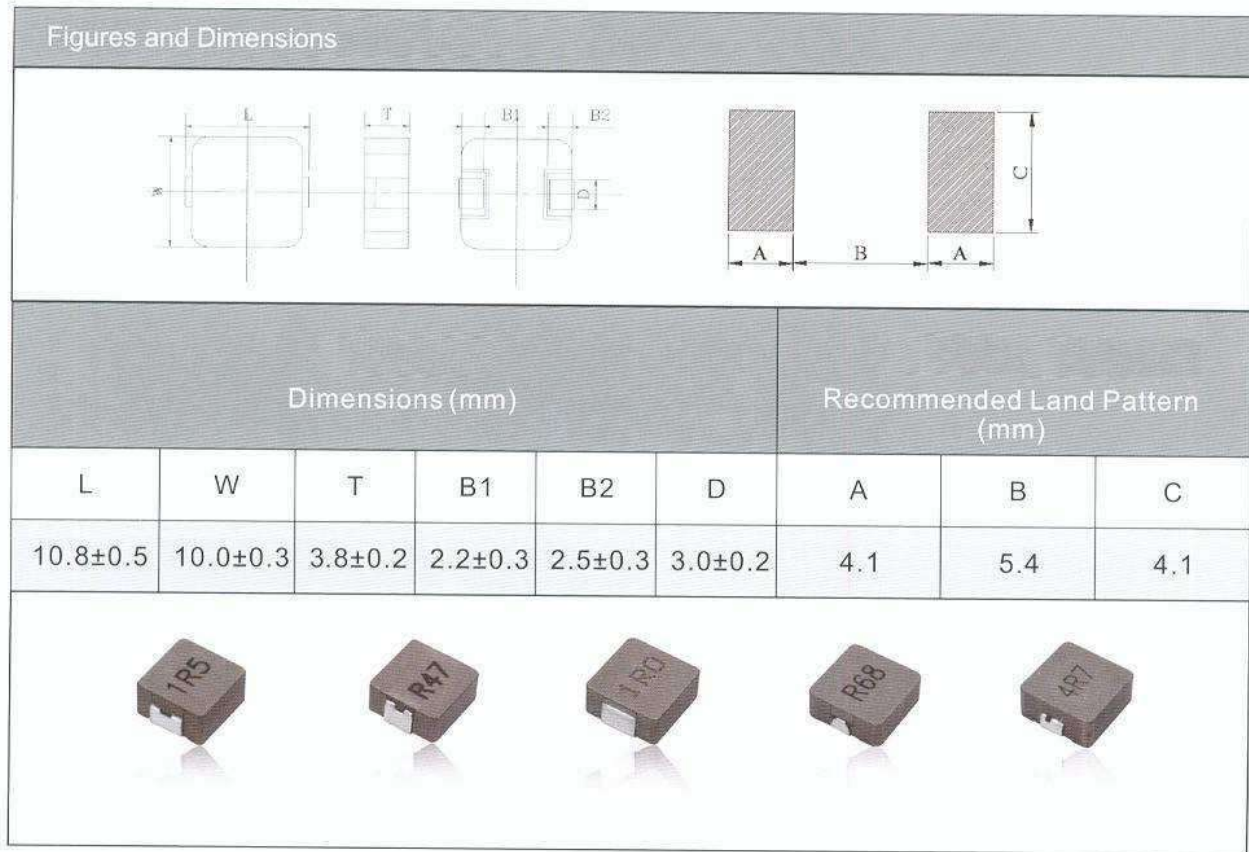 Figures and Dimensions
L
T
B1
B2
W
D
C
A
B
A
Dimensions (mm)
Recommended Land Pattern
(mm)
L W T B1 B2 D A B C
10.8±0.5 10.0±0.3 3.8±0.2 2.2±0.3 2.5±0.3 3.0±0.2 4.1 5.4 4.1
1R5
R47
1R0
R68
4R7